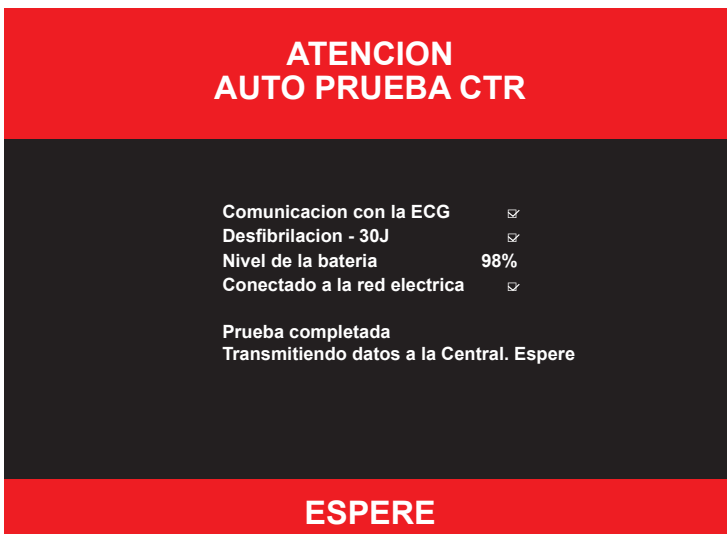 ATENCION
AUTO PRUEBA CTR
Comunicacion con la ECG ☑
Desfibrilacion - 30J ☑
Nivel de la bateria 98%
Conectado a la red electrica ☑
Prueba completada
Transmitiendo datos a la Central. Espere
ESPERE